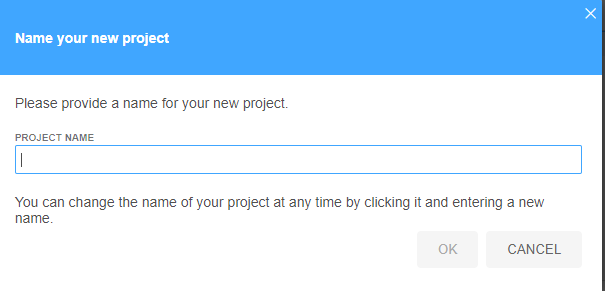 Name your new project
Please provide a name for your new project.
PROJECT NAME
You can change the name of your project at any time by clicking it and entering a new
name.
OK CANCEL